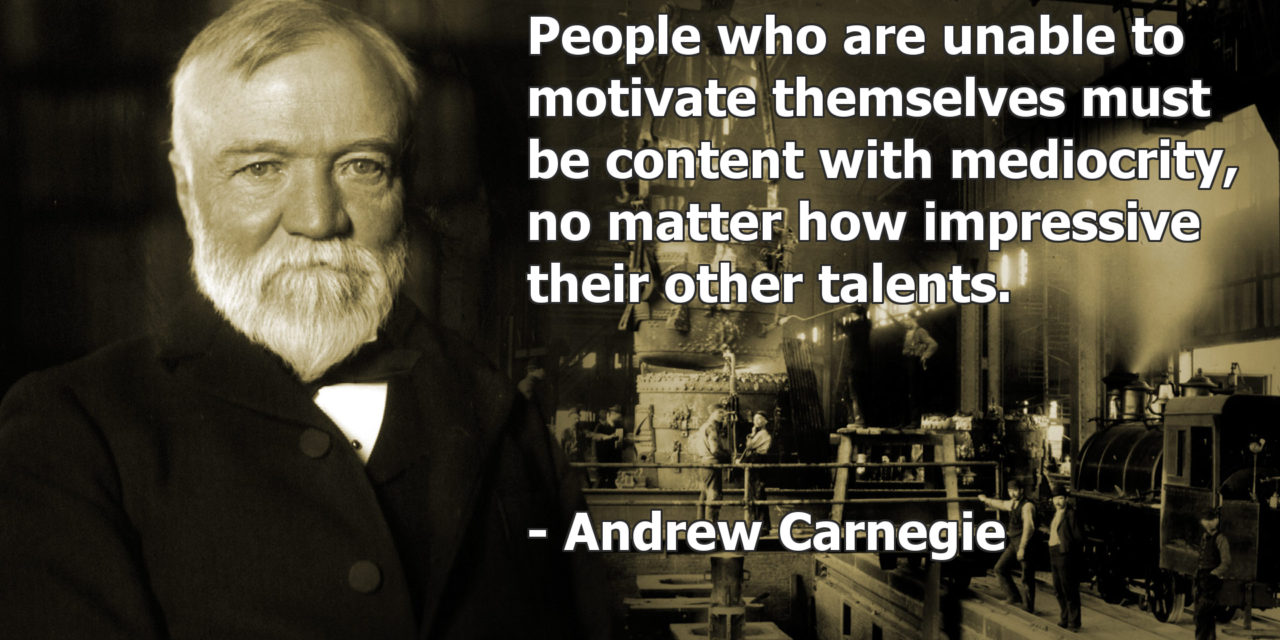 People who are unable to
motivate themselves must
be content with mediocrity,
no matter how impressive
their other talents.
- Andrew Carnegie